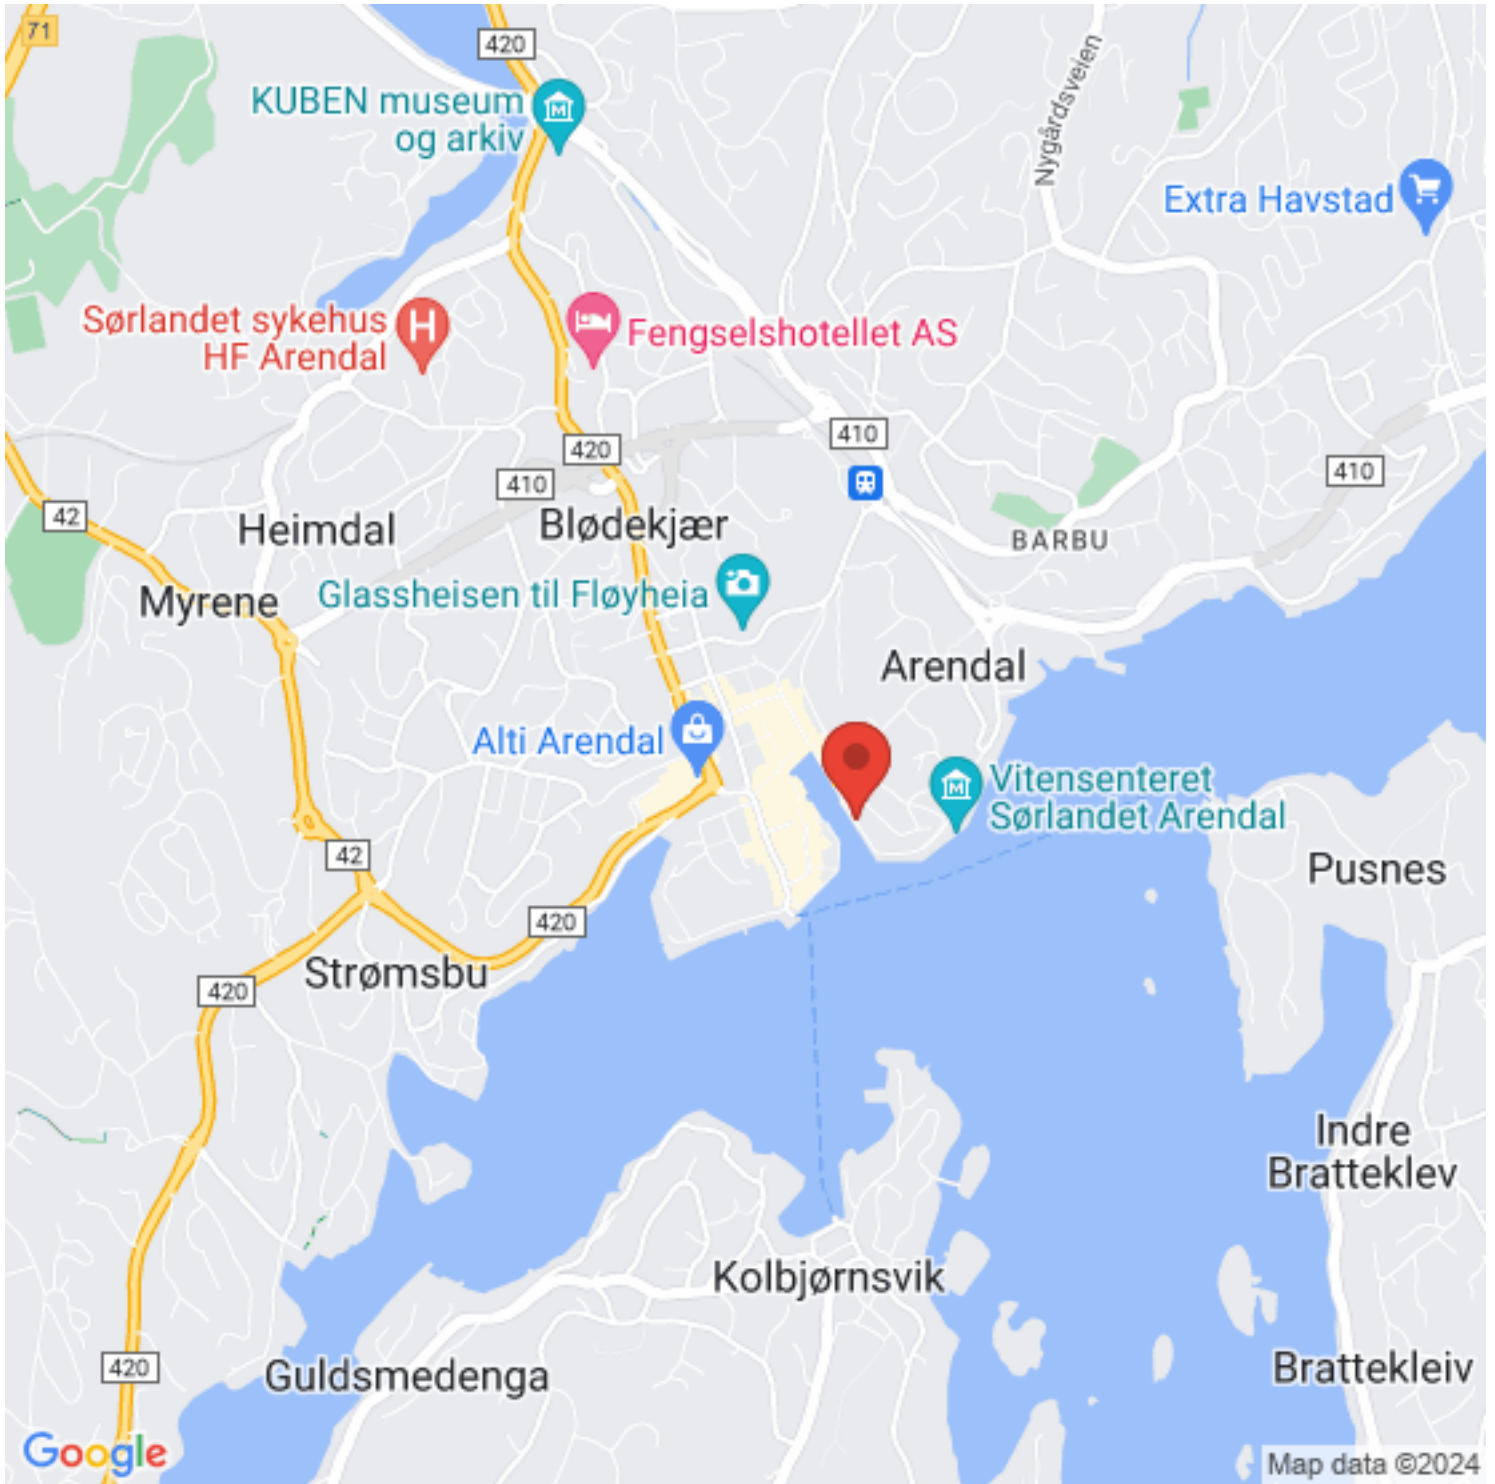 71
420
KUBEN museum
og arkiv
Nygårdsveien
Extra Havstad
Sørlandet sykehus
HF Arendal
Fengselshotellet AS
410
420
410
410
42
Heimdal
Blødekjær
BARBU
Myrene
Glassheisen til Fløyheia
Arendal
Alti Arendal
Vitensenteret
Sørlandet Arendal
42
Pusnes
420
Strømsbu
420
Indre
Bratteklev
Kolbjørnsvik
420
Guldsmedenga
Brattekleiv
Google
Map data ©2024